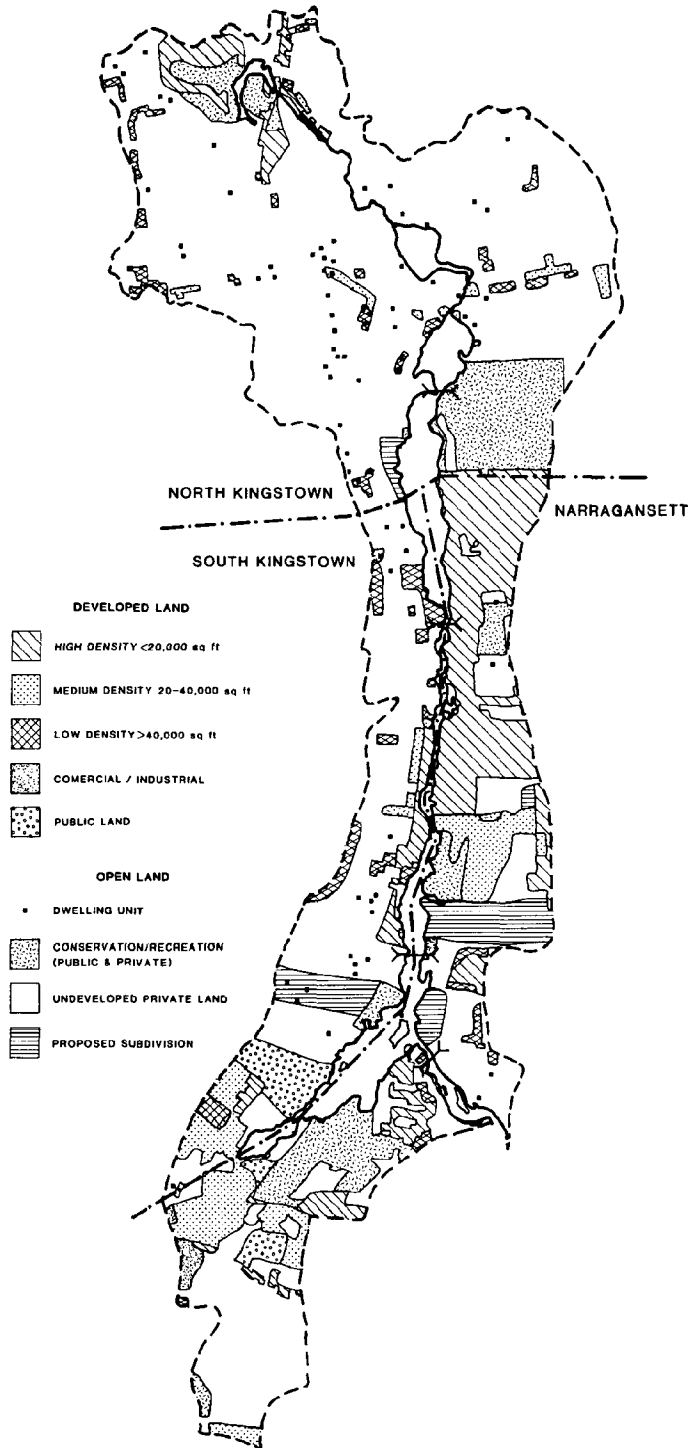 NORTH KINGSTOWN
NARRAGANSETT
SOUTH KINGSTOWN
DEVELOPED LAND
HIGH DENSITY <20,000 sq ft
MEDIUM DENSITY 20-40,000 sq ft
LOW DENSITY >40,000 sq ft
COMERCIAL / INDUSTRIAL
PUBLIC LAND
OPEN LAND
DWELLING UNIT
CONSERVATION/RECREATION
(PUBLIC & PRIVATE)
UNDEVELOPED PRIVATE LAND
PROPOSED SUBDIVISION